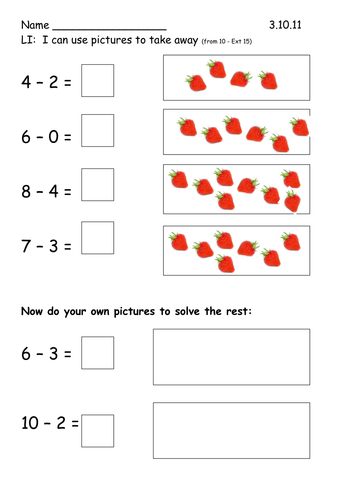 Name ____________________ 3.10.11
LI: I can use pictures to take away (from 10 - Ext 15)
4 – 2 =
6 – 0 =
8 – 4 =
7 – 3 =
Now do your own pictures to solve the rest:
6 – 3 =
10 – 2 =